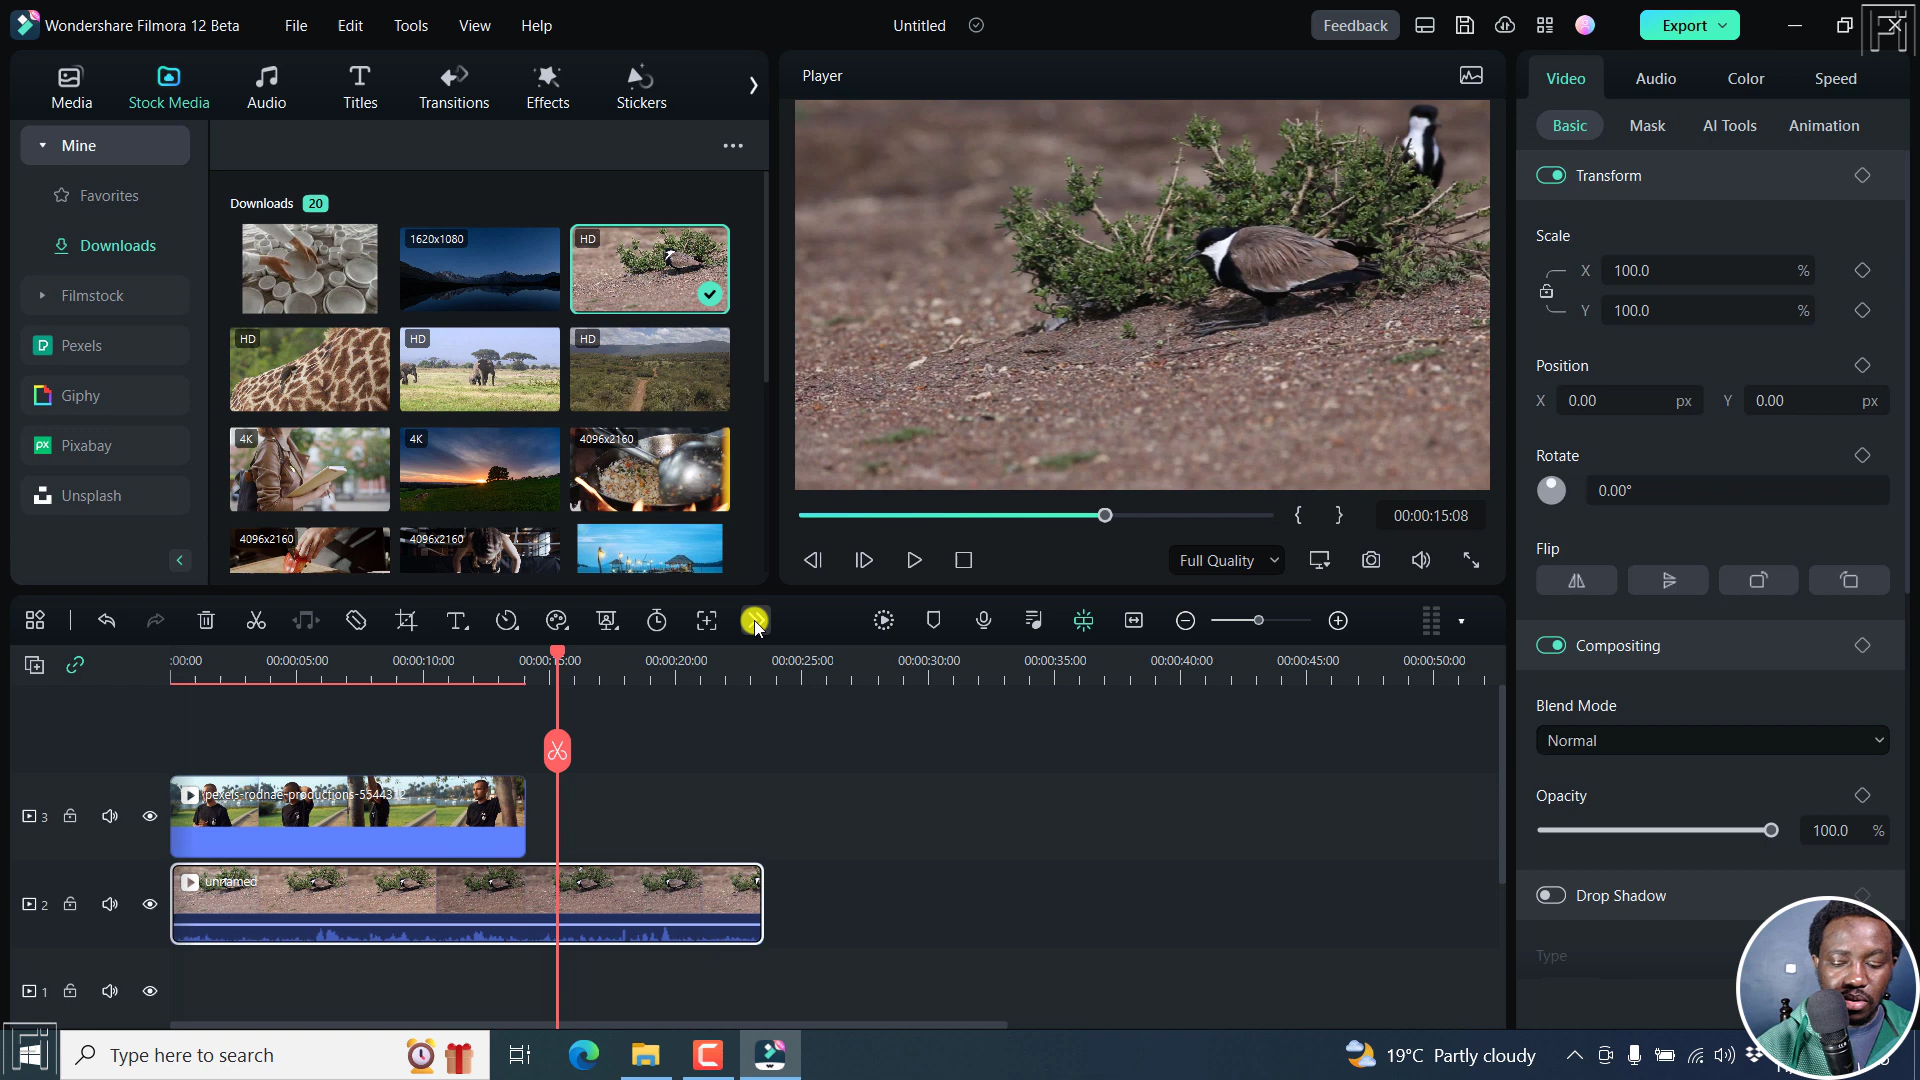 Wondershare Filmora 12 Beta
File
Edit
Tools
View
Help
Untitled
Feedback
Export
Media
Stock Media
Audio
Titles
Transitions
Effects
Stickers
Player
Video
Audio
Color
Speed
Basic
Mask
AI Tools
Animation
Mine
Favorites
Downloads
Filmstock
Pexels
Giphy
Pixabay
Unsplash
Downloads 20
1620x1080
HD
HD
HD
HD
4K
4K
4096x2160
4096x2160
4096x2160
Transform
Scale
X 100.0 %
Y 100.0 %
Position
X 0.00 px Y 0.00 px
Rotate
0.00°
Flip
Compositing
Blend Mode
Normal
Opacity
100.0 %
Drop Shadow
Type
{ } 00:00:15:08
Full Quality
:00:00 00:00:05:00 00:00:10:00 00:00:15:00 00:00:20:00 00:00:25:00 00:00:30:00 00:00:35:00 00:00:40:00 00:00:45:00 00:00:50:00
3
pexels-rodnae-productions-5544312
2
unnamed
1
Type here to search
19°C Partly cloudy